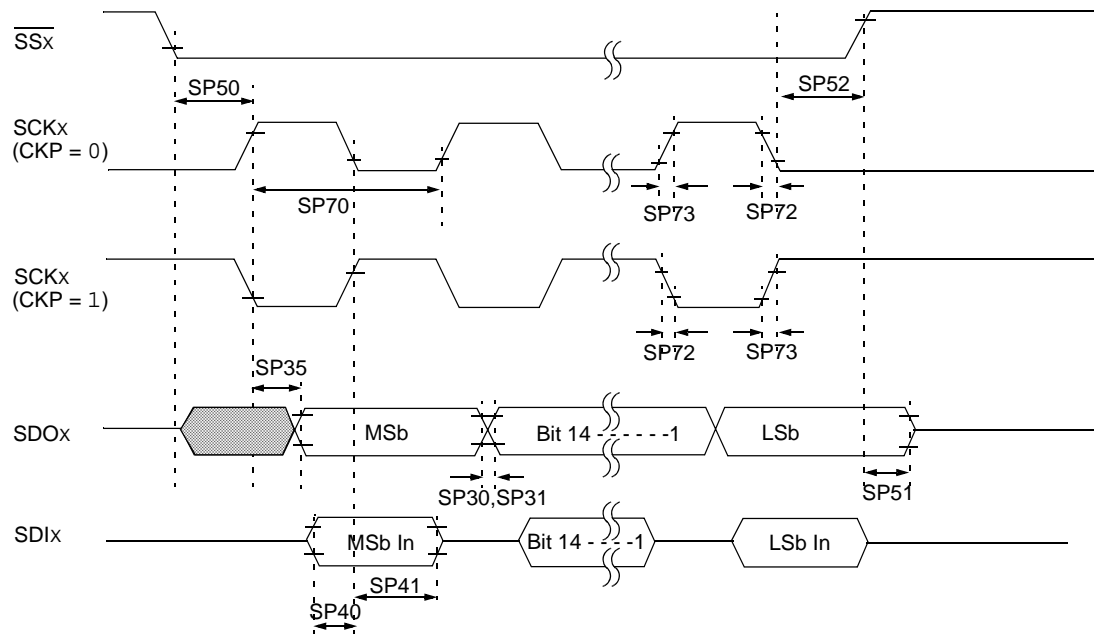 SSx
SP50
SP52
SCKx
(CKP = 0)
SP70
SP73
SP72
SCKx
(CKP = 1)
SP72
SP73
SP35
SDOx
MSb
Bit 14 - - - - - -1
LSb
SP30,SP31
SP51
SDIx
MSb In
Bit 14 - - - -1
LSb In
SP41
SP40